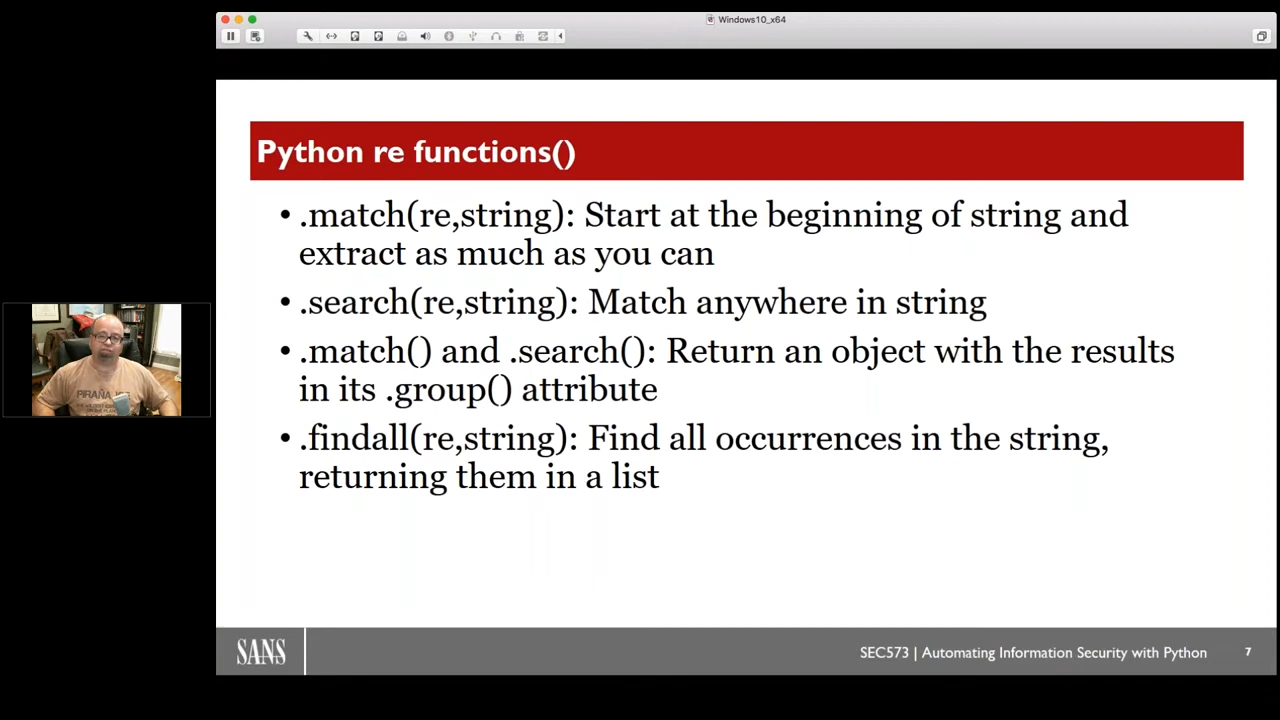 Windows10_x64
Python re functions()
• .match(re,string): Start at the beginning of string and
extract as much as you can
• .search(re,string): Match anywhere in string
• .match() and .search(): Return an object with the results
in its .group() attribute
• .findall(re,string): Find all occurrences in the string,
returning them in a list
PIRAÑA
SANS
SEC573 | Automating Information Security with Python
7